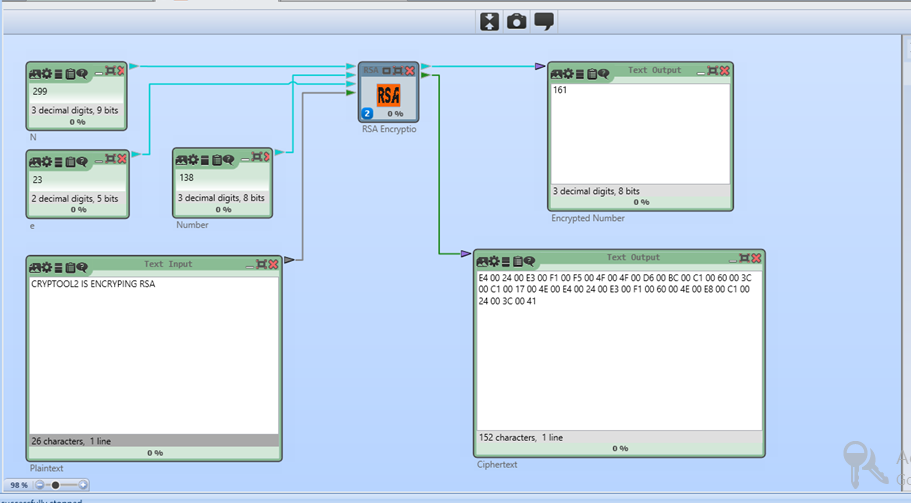 299
3 decimal digits, 9 bits
0 %
N
23
2 decimal digits, 5 bits
0 %
e
138
3 decimal digits, 8 bits
0 %
Number
RSA
RSA
2
0 %
RSA Encryptio
Text Output
161
3 decimal digits, 8 bits
0 %
Encrypted Number
Text Input
CRYPTOOL2 IS ENCRYPING RSA
26 characters, 1 line
0 %
Plaintext
Text Output
E4 00 24 00 E3 00 F1 00 F5 00 4F 00 4F 00 D6 00 BC 00 C1 00 60 00 3C
00 C1 00 17 00 4E 00 E4 00 24 00 E3 00 F1 00 60 00 4E 00 E8 00 C1 00
24 00 3C 00 41
152 characters, 1 line
0 %
Ciphertext
98 %
successfully stopped